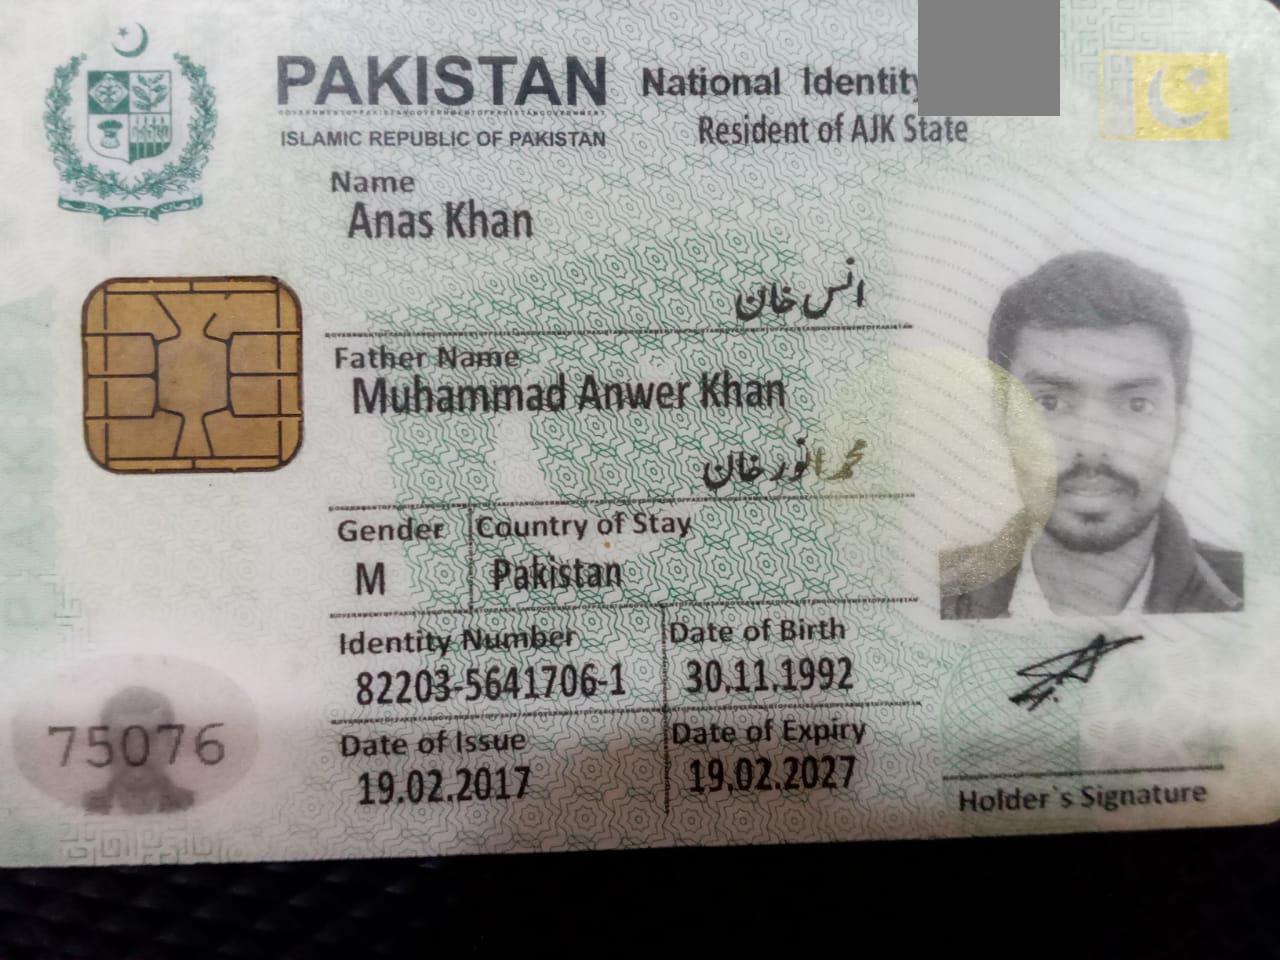 PAKISTAN National Identity
ISLAMIC REPUBLIC OF PAKISTAN Resident of AJK State
Name
Anas Khan
انس خان
Father Name
Muhammad Anwer Khan
محمد انور خان
Gender Country of Stay
M Pakistan
Identity Number Date of Birth
82203-5641706-1 30.11.1992
75076
Date of Issue Date of Expiry
19.02.2017 19.02.2027
Holder`s Signature